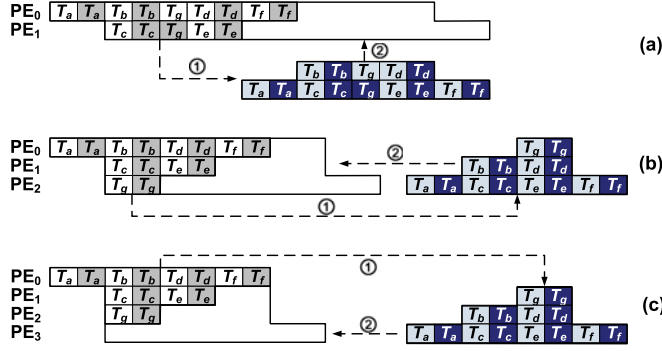 PE0 Ta Ta Tb Tb Tg Td Td Tf Tf
PE1 Tc Tc Tg Te Te
(a)
① ②
Tb Tb Tg Td Td
Ta Ta Tc Tc Tg Te Te Tf Tf
PE0 Ta Ta Tb Tb Td Td Tf Tf ② Tg Tg
PE1 Tc Tc Te Te Tb Tb Td Td (b)
PE2 Tg Tg Ta Ta Tc Tc Te Te Tf Tf
①
①
PE0 Ta Ta Tb Tb Td Td Tf Tf
PE1 Tc Tc Te Te Tg Tg (c)
PE2 Tg Tg Tb Tb Td Td
PE3 ② Ta Ta Tc Tc Te Te Tf Tf